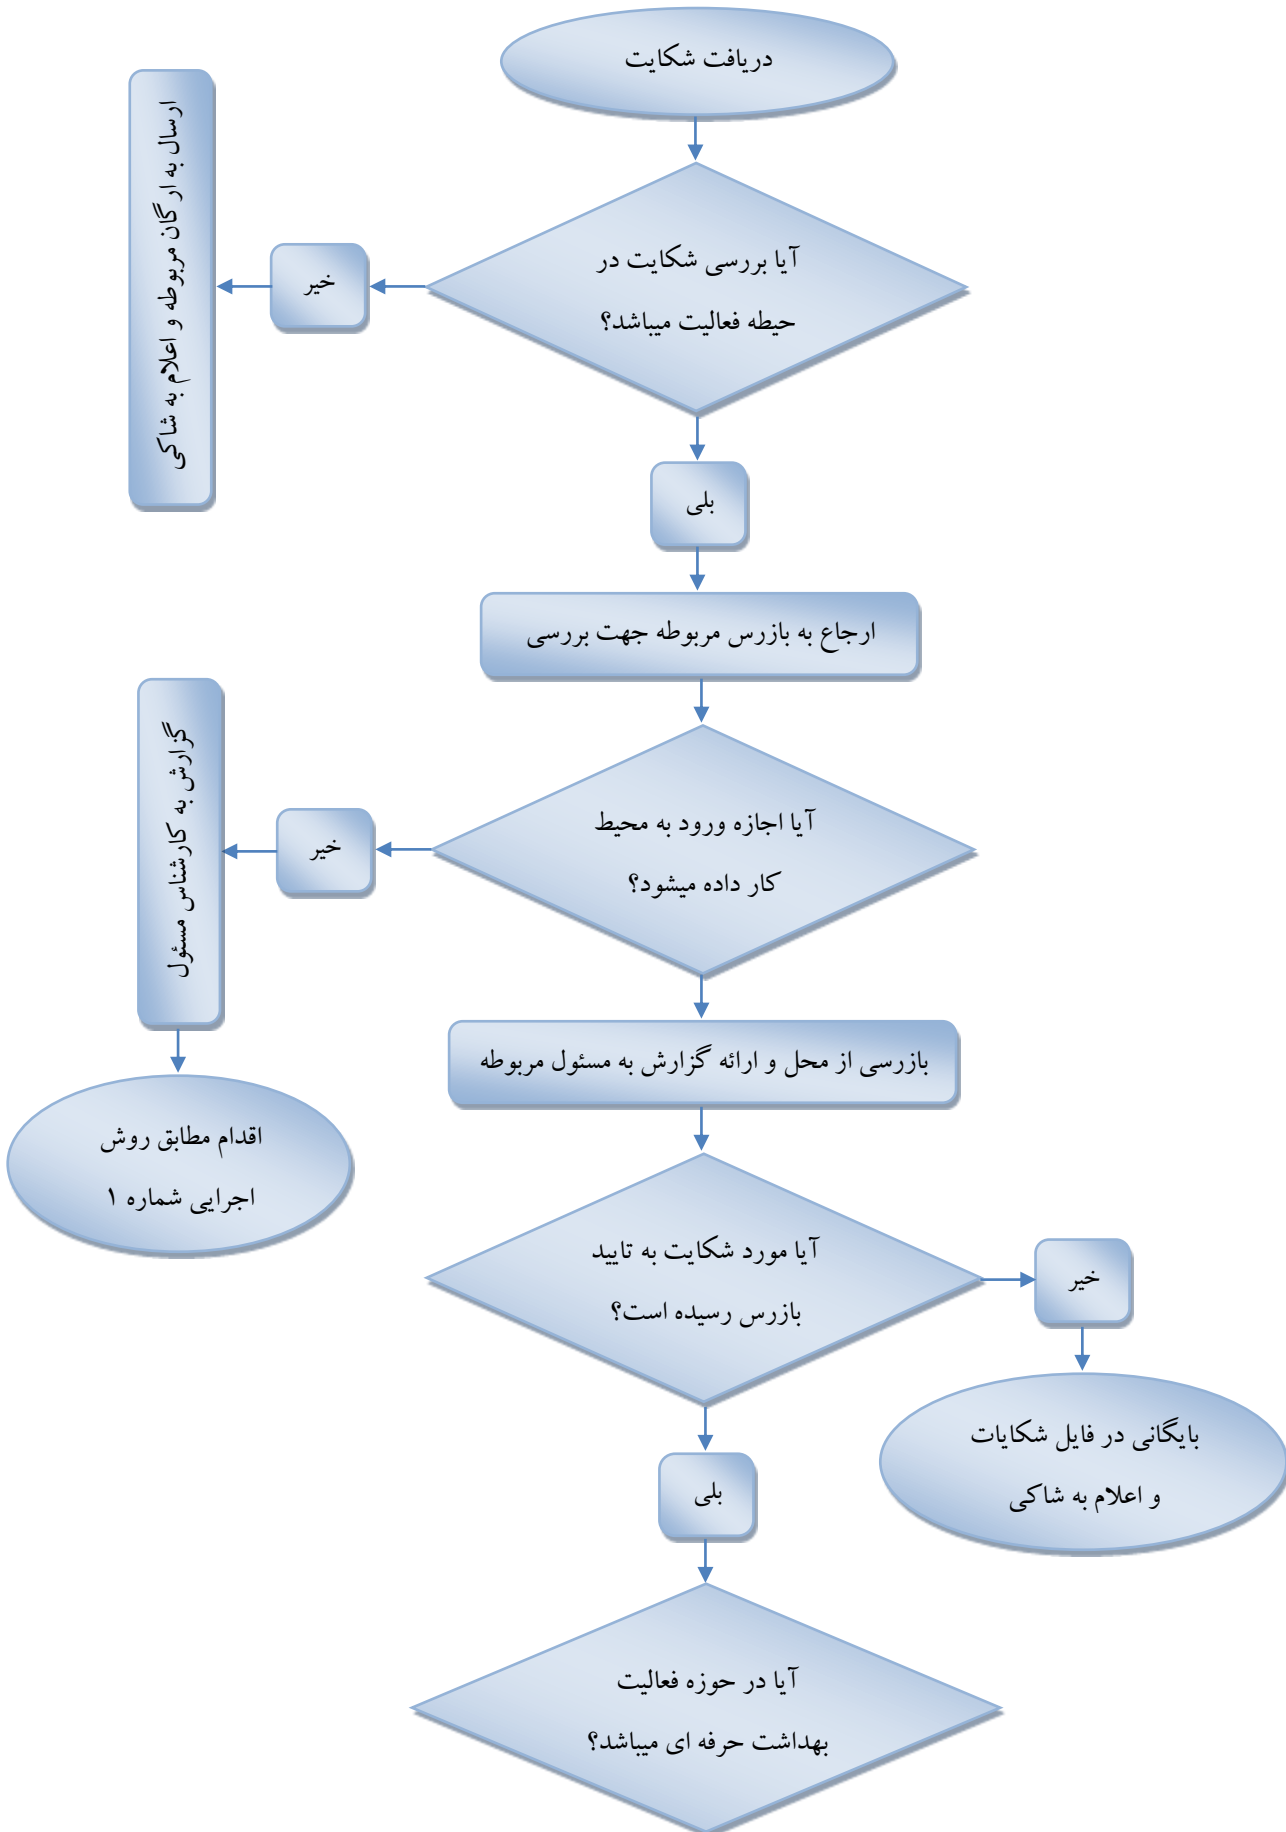 دریافت شکایت
ارسال به ار گان مربوطه و اعلام به شاکی
آیا بررسی شکایت در
حیطه فعالیت میباشد؟
خیر
بلی
ارجاع به بازرس مربوطه جهت بررسی
گزارش به کارشناس مسئول
آیا اجازه ورود به محیط
کار داده میشود؟
خیر
بازرسی از محل و ارائه گزارش به مسئول مربوطه
اقدام مطابق روش
اجرایی شماره ۱
آیا مورد شکایت به تایید
بازرس رسیده است؟
خیر
بایگانی در فایل شکایات
و اعلام به شاکی
بلی
آیا در حوزه فعالیت
بهداشت حرفه ای میباشد؟